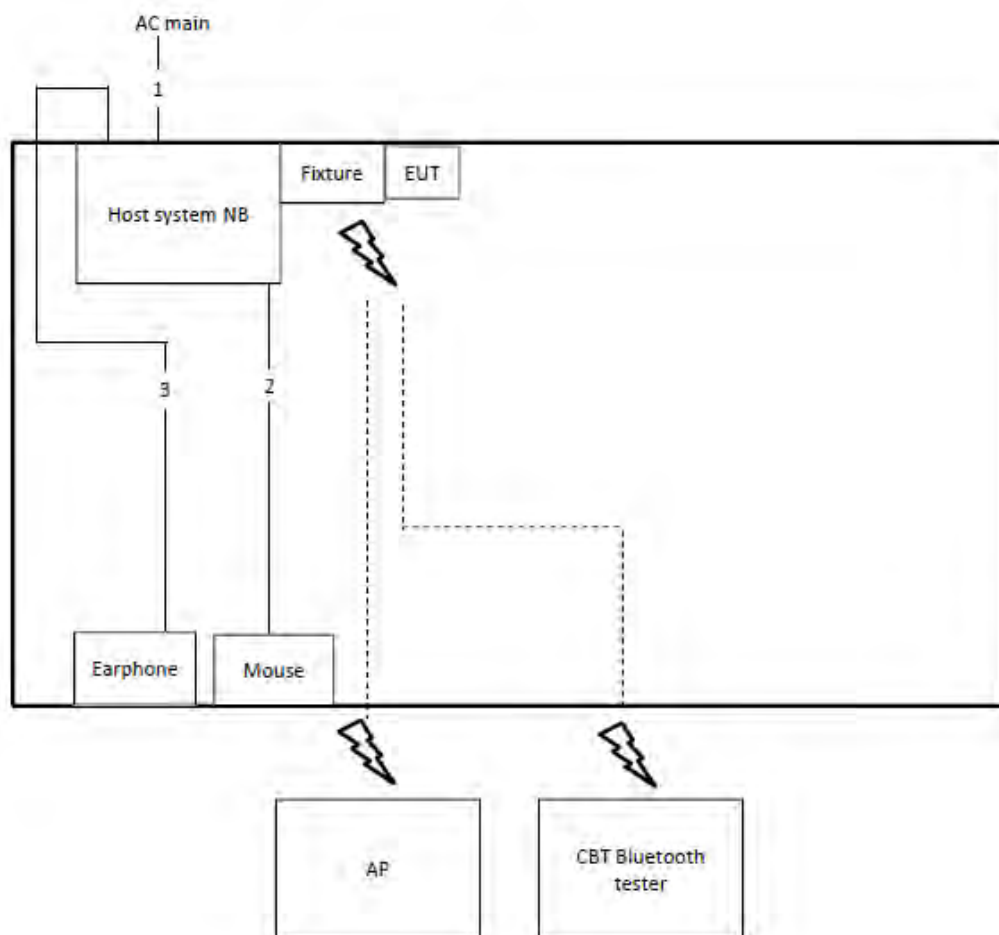 AC main
1
Fixture
EUT
Host system NB
3
2
Earphone
Mouse
AP
CBT Bluetooth
tester